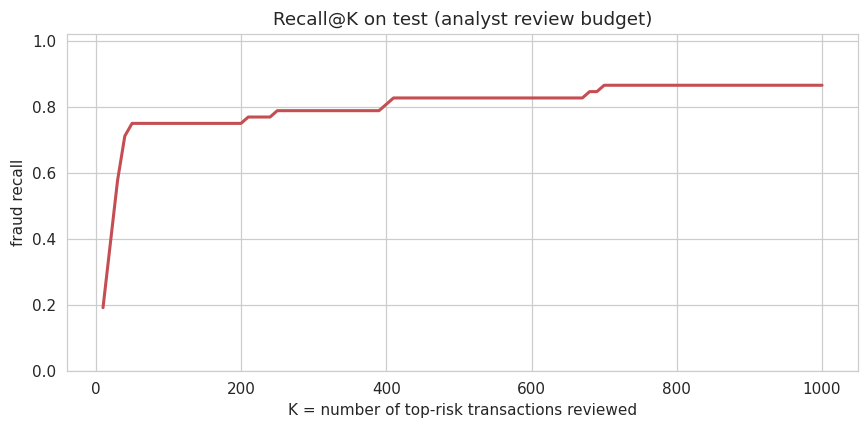 Recall@K on test (analyst review budget)
1.0
0.8
0.6
0.4
0.2
0.0
fraud recall
0 200 400 600 800 1000
K = number of top-risk transactions reviewed